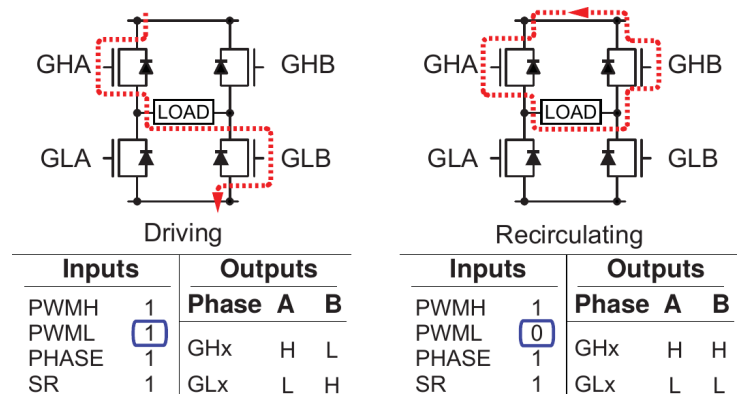 GHA GHB GHA GHB
LOAD LOAD
GLA GLB GLA GLB
Driving Recirculating
Inputs Outputs Inputs Outputs
PWMH 1 Phase A B PWMH 1 Phase A B
PWML 1 PWML 0
GHx H L GHx H H
PHASE 1 PHASE 1
SR 1 GLx L H SR 1 GLx L L